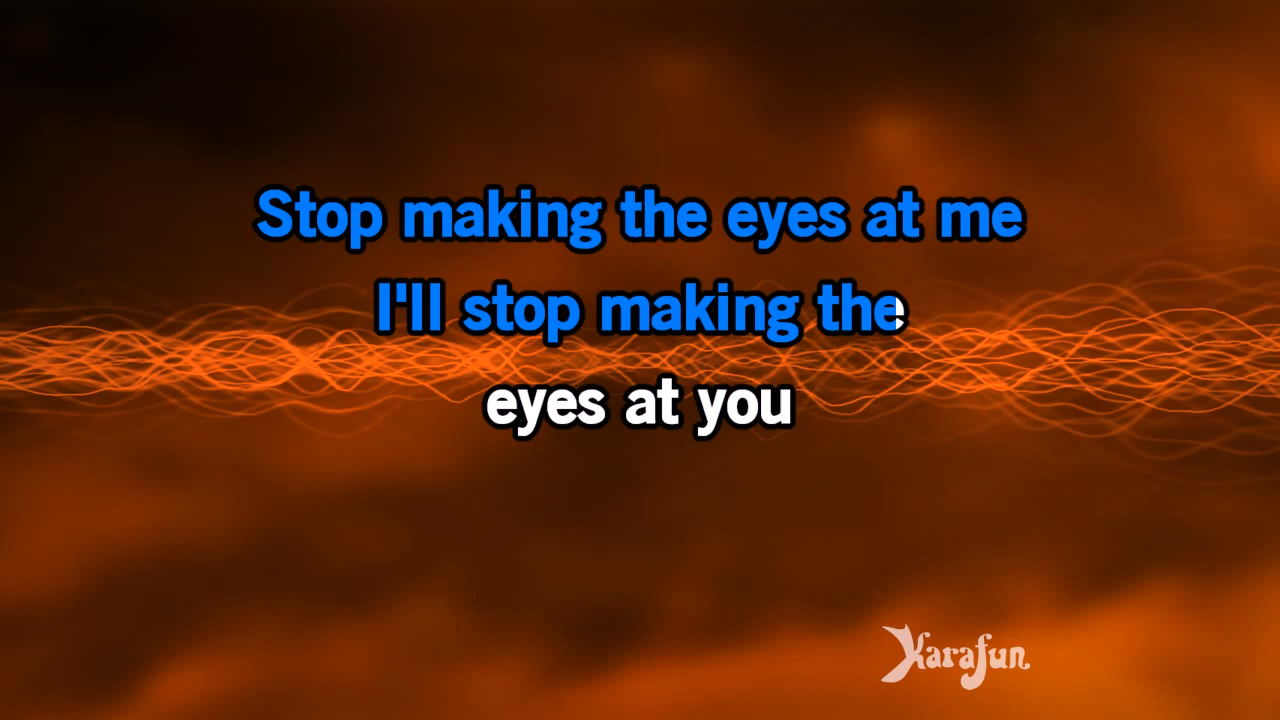 Stop making the eyes at me
I'll stop making the
eyes at you
Karafun